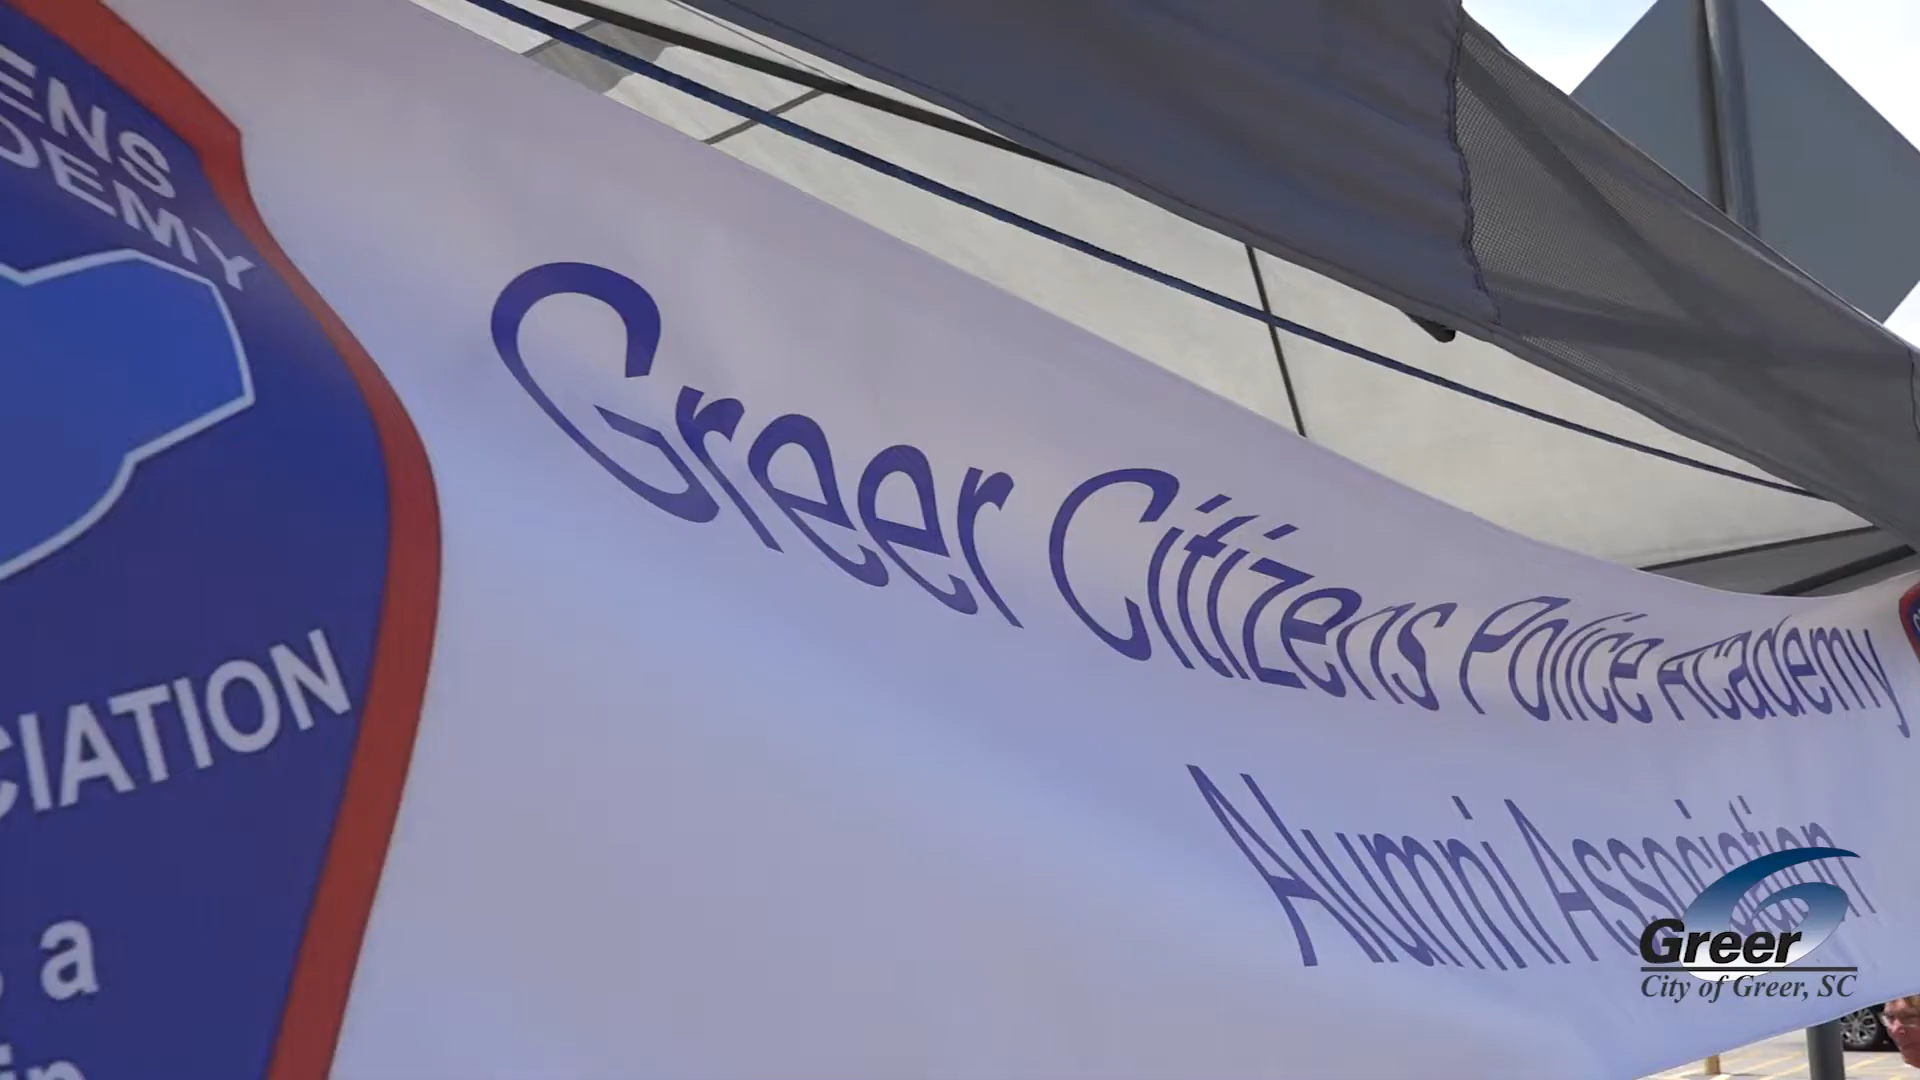 ENS
DEMY
CIATION
a
Greer Citizens Police Academy
Alumni Association
Greer
City of Greer, SC